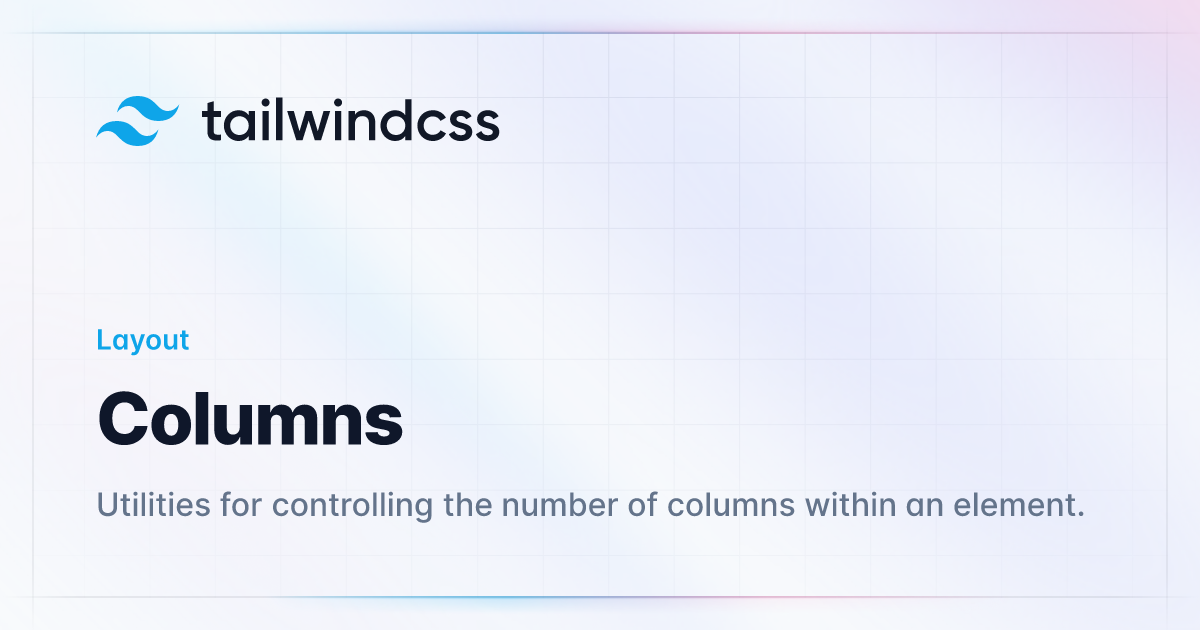 tailwindcss
Layout
Columns
Utilities for controlling the number of columns within an element.